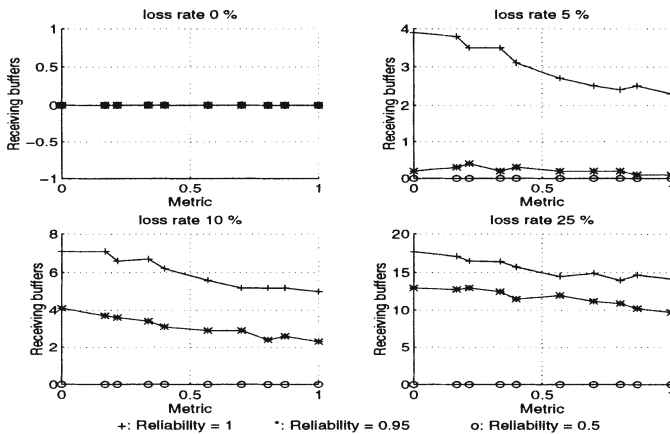 loss rate 0 %
1
0.5
0
−0.5
−1
Receiving buffers
0
0.5
1
Metric
loss rate 5 %
4
3
2
1
0
Receiving buffers
0
0.5
1
Metric
loss rate 10 %
8
6
4
2
0
Receiving buffers
0
0.5
1
Metric
loss rate 25 %
20
15
10
5
0
Receiving buffers
0
0.5
1
Metric
+: Reliability = 1 *: Reliability = 0.95 o: Reliability = 0.5